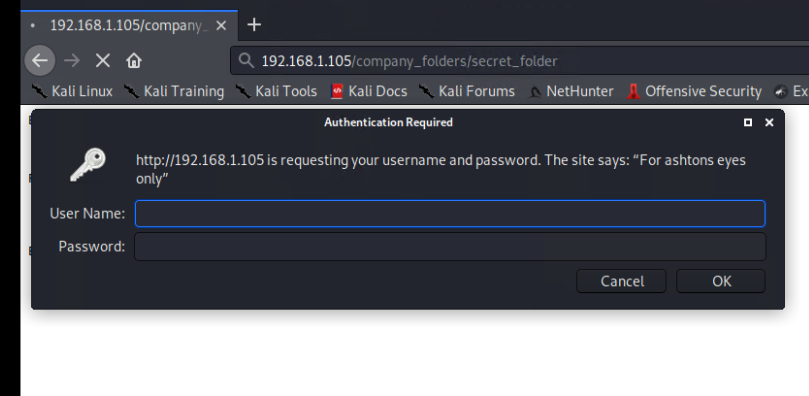 192.168.1.105/company_
192.168.1.105/company_folders/secret_folder
Kali Linux Kali Training Kali Tools Kali Docs Kali Forums NetHunter Offensive Security Ex
Authentication Required
http://192.168.1.105 is requesting your username and password. The site says: “For ashtons eyes
only”
User Name:
Password:
Cancel OK